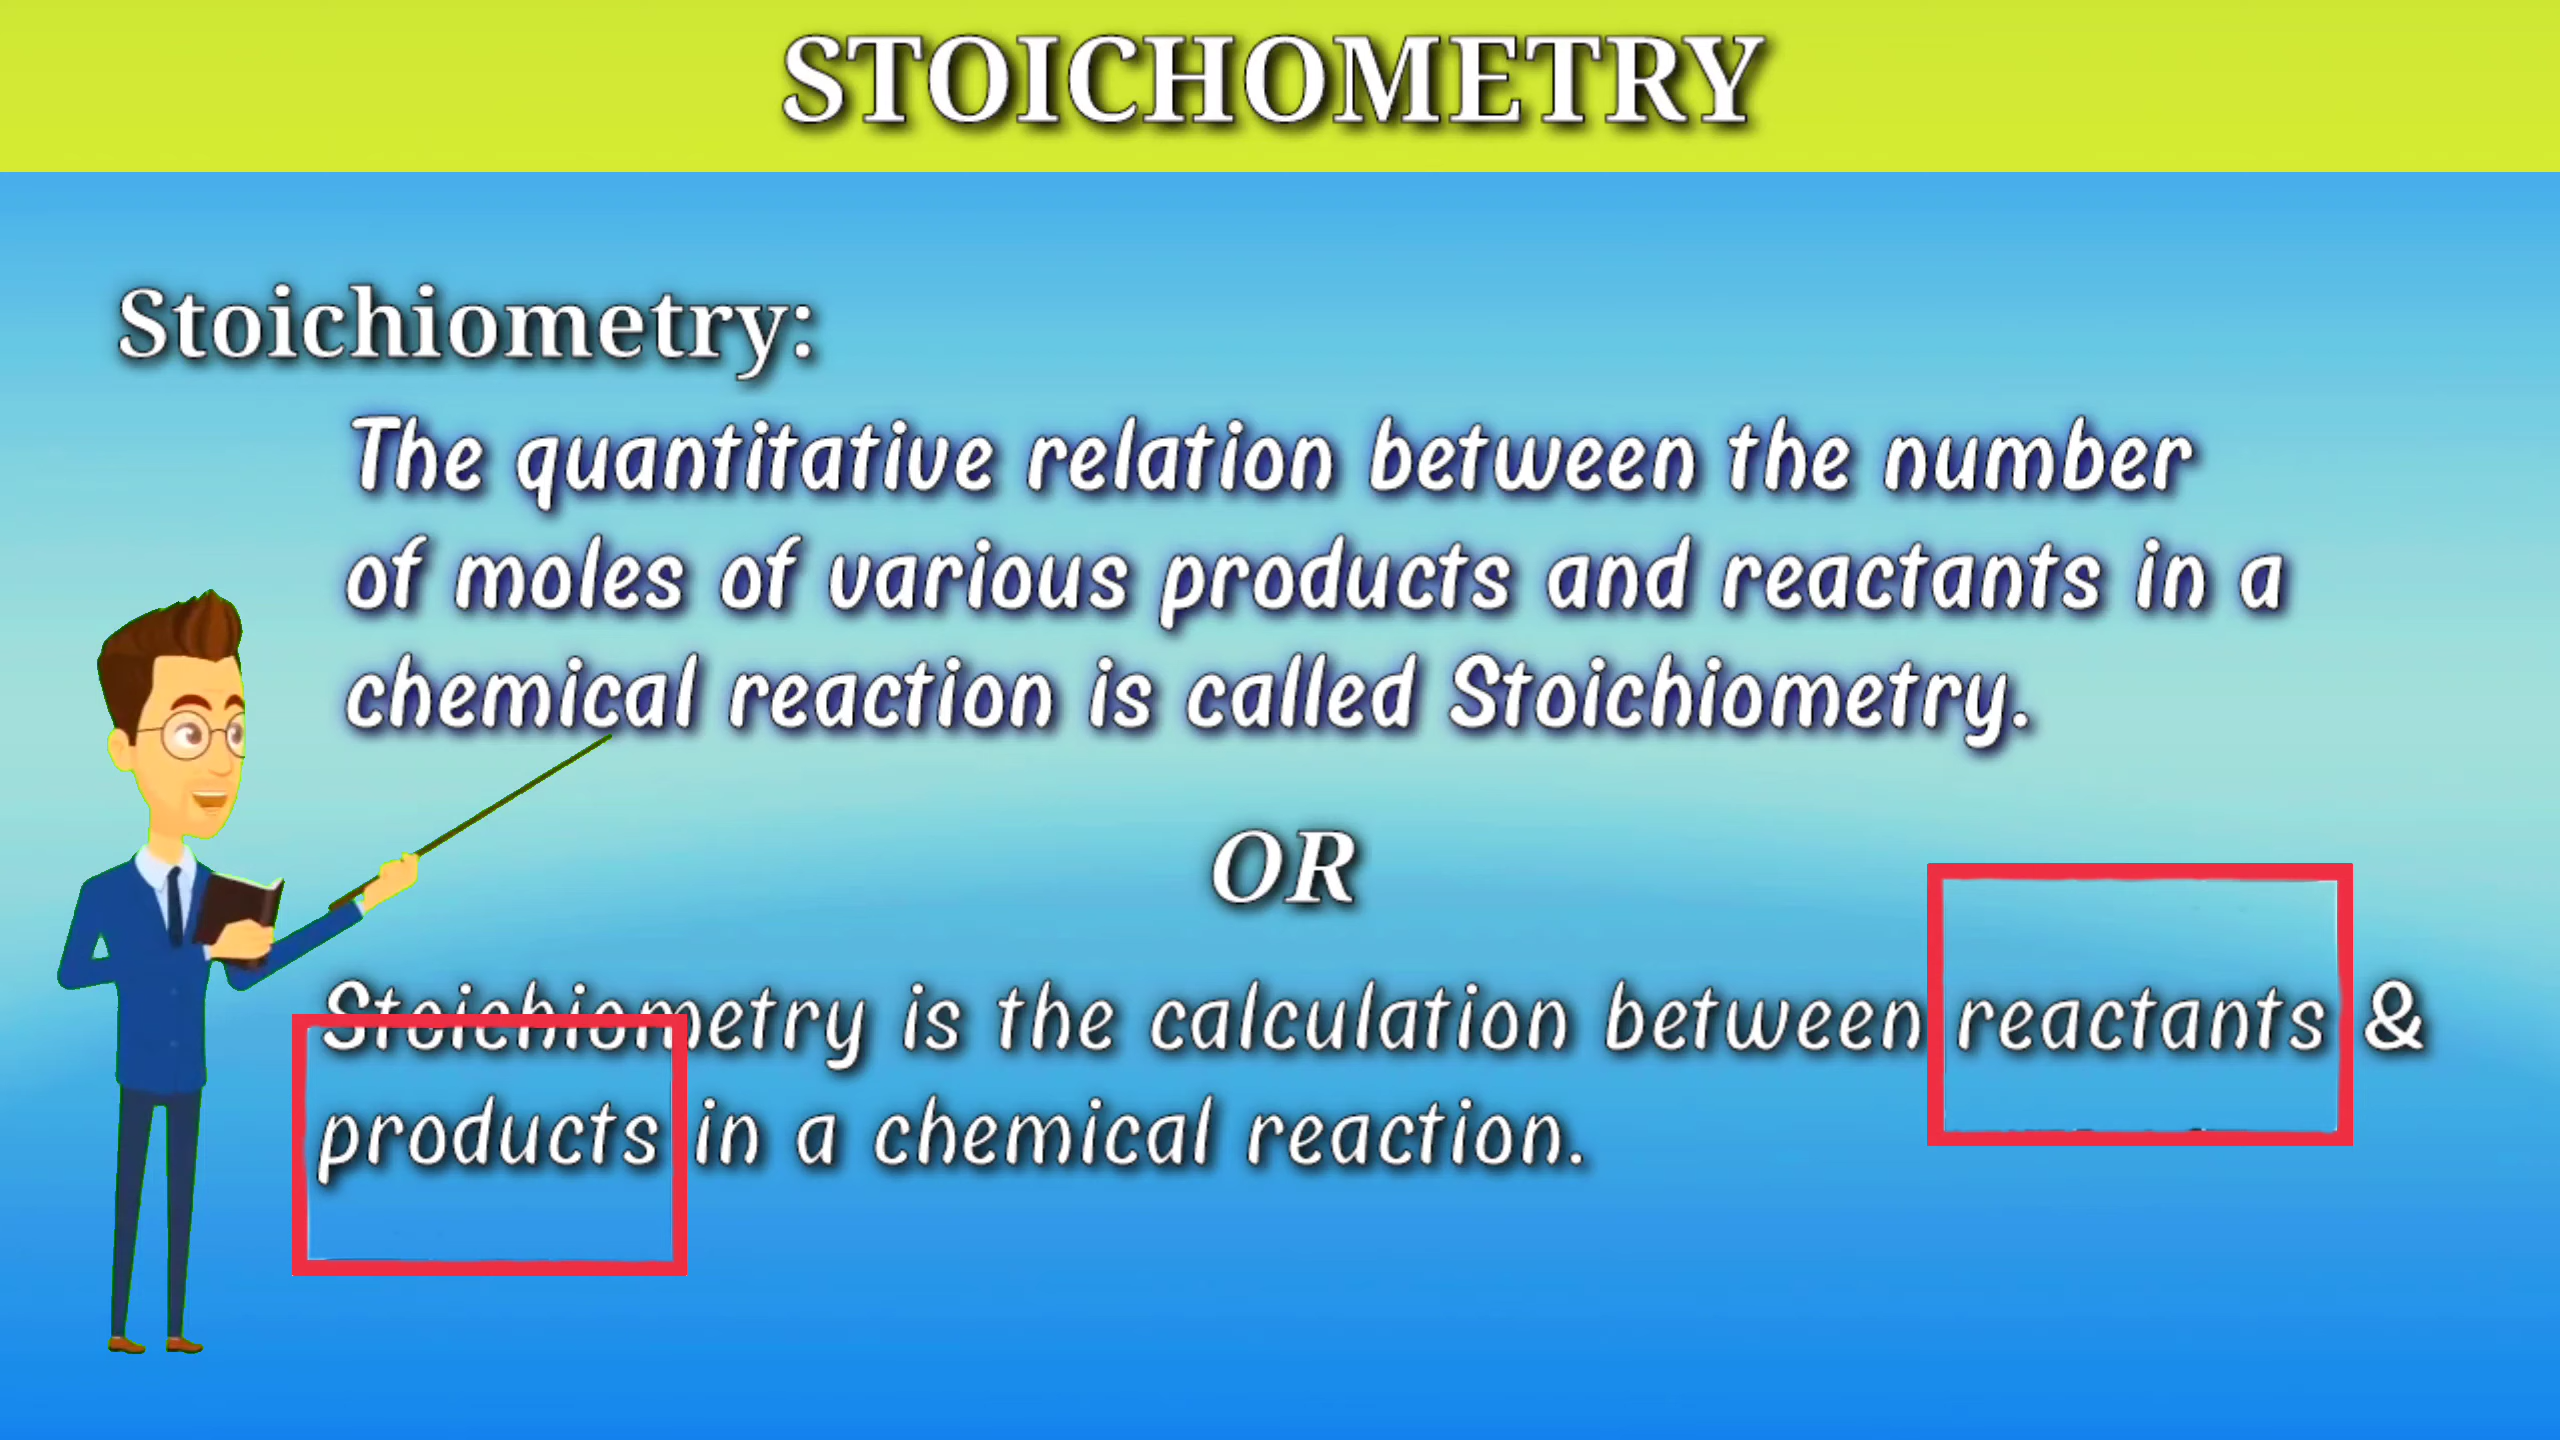 STOICHOMETRY
Stoichiometry:
The quantitative relation between the number
of moles of various products and reactants in a
chemical reaction is called Stoichiometry.
OR
Stoichiometry is the calculation between reactants &
products in a chemical reaction.